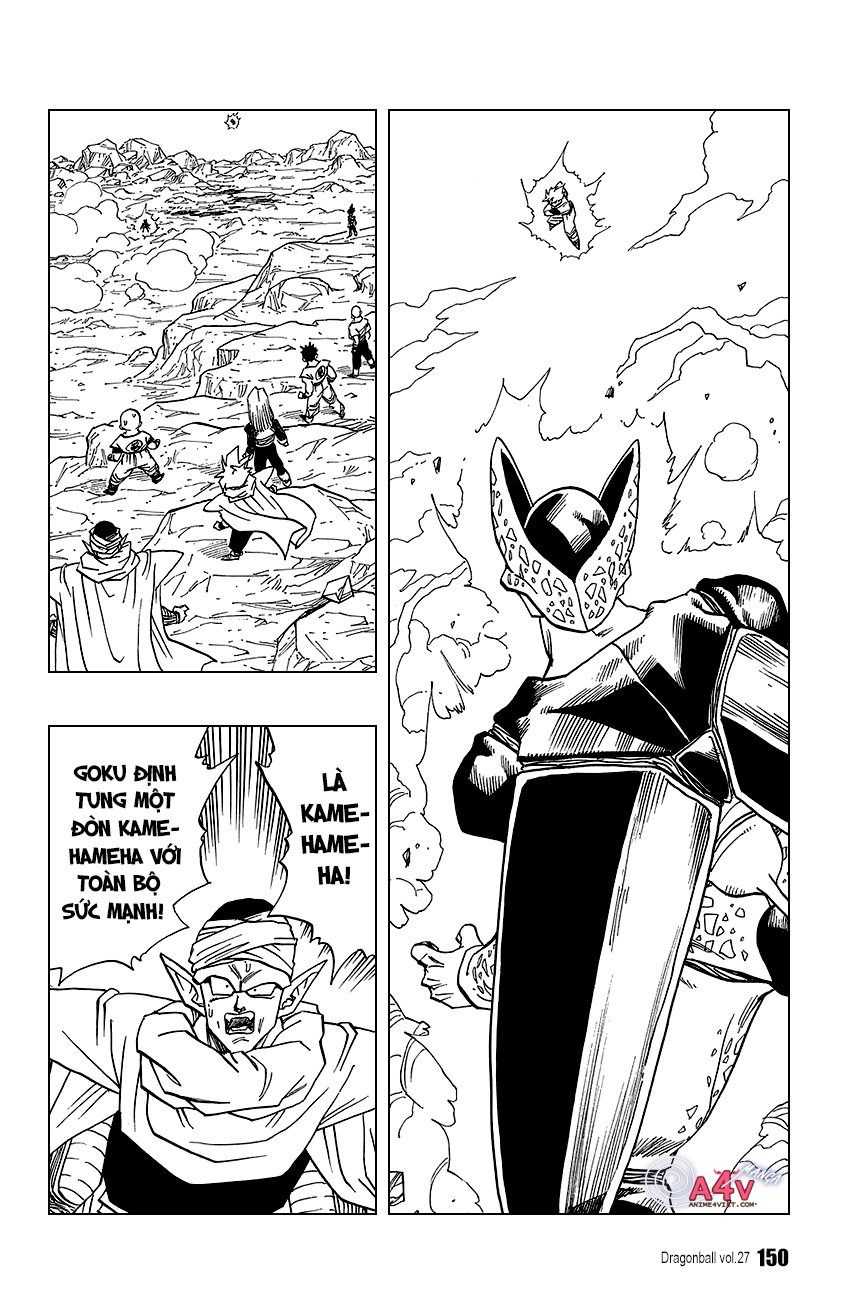 LÀ
KAME-
HAME-
HA!
GOKU ĐỊNH
TUNG MỘT
ĐÒN KAME-
HAMEHA VỚI
TOÀN BỘ
SỨC MẠNH!
MANGA
A4V
ANIME4VIET.COM
Dragonball vol.27 150